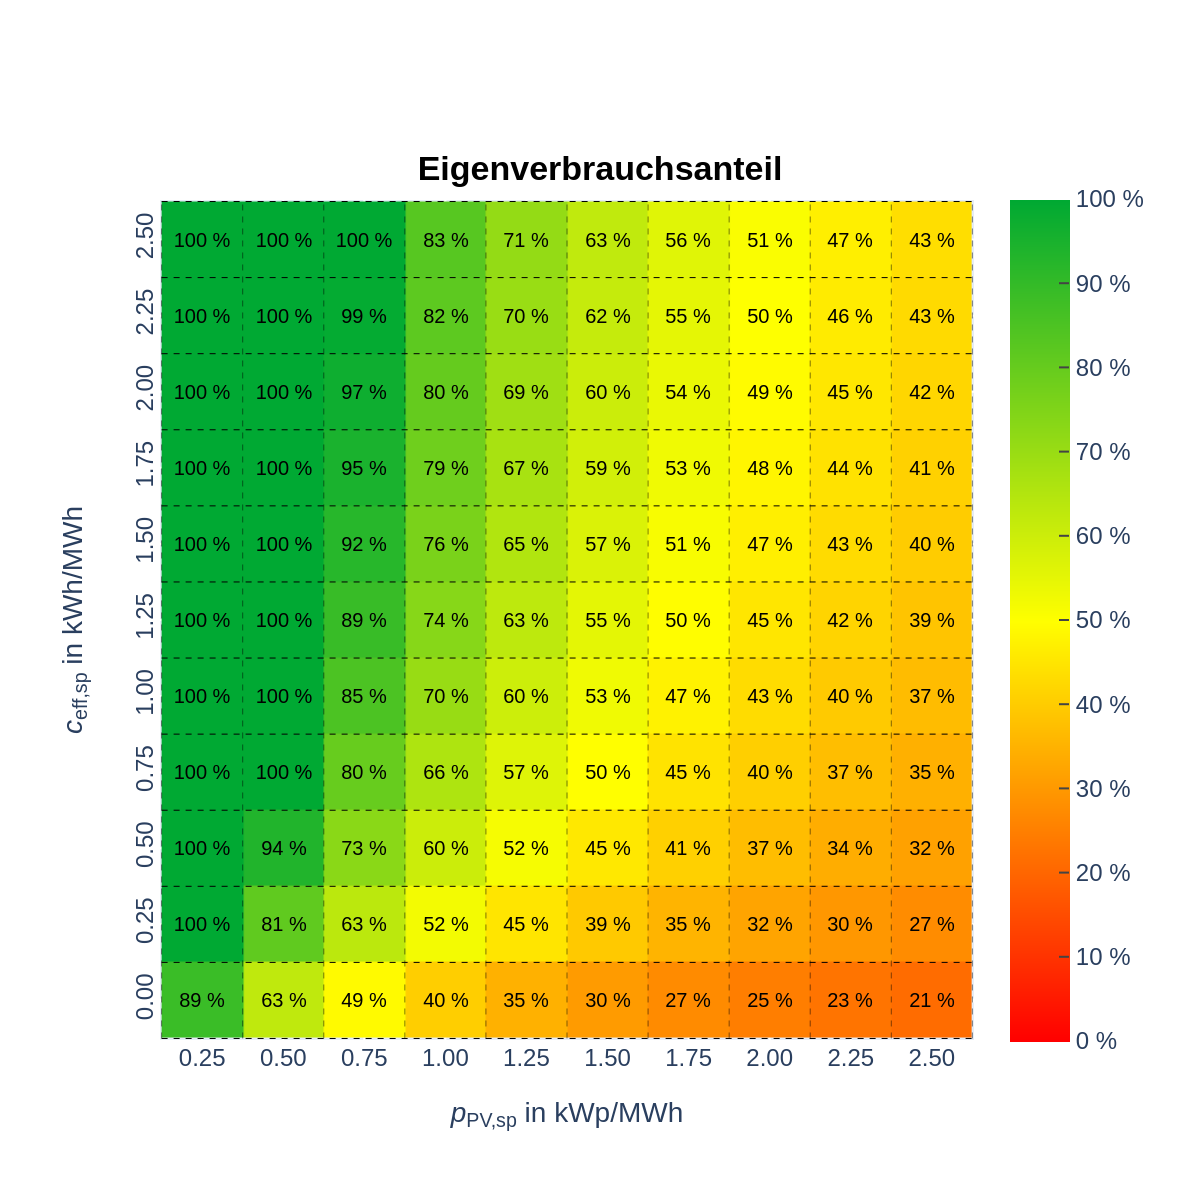 Eigenverbrauchsanteil
2.50 100 % 100 % 100 % 83 % 71 % 63 % 56 % 51 % 47 % 43 %
2.25 100 % 100 % 99 % 82 % 70 % 62 % 55 % 50 % 46 % 43 %
2.00 100 % 100 % 97 % 80 % 69 % 60 % 54 % 49 % 45 % 42 %
1.75 100 % 100 % 95 % 79 % 67 % 59 % 53 % 48 % 44 % 41 %
1.50 100 % 100 % 92 % 76 % 65 % 57 % 51 % 47 % 43 % 40 %
1.25 100 % 100 % 89 % 74 % 63 % 55 % 50 % 45 % 42 % 39 %
1.00 100 % 100 % 85 % 70 % 60 % 53 % 47 % 43 % 40 % 37 %
0.75 100 % 100 % 80 % 66 % 57 % 50 % 45 % 40 % 37 % 35 %
0.50 100 % 94 % 73 % 60 % 52 % 45 % 41 % 37 % 34 % 32 %
0.25 100 % 81 % 63 % 52 % 45 % 39 % 35 % 32 % 30 % 27 %
0.00 89 % 63 % 49 % 40 % 35 % 30 % 27 % 25 % 23 % 21 %
0.25 0.50 0.75 1.00 1.25 1.50 1.75 2.00 2.25 2.50
pPV,sp in kWp/MWh
ceff,sp in kWh/MWh
100 %
90 %
80 %
70 %
60 %
50 %
40 %
30 %
20 %
10 %
0 %